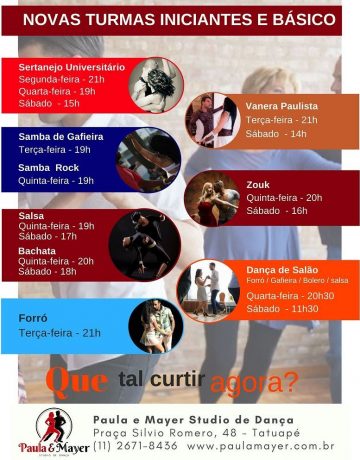 NOVAS TURMAS INICIANTES E BÁSICO
Sertanejo Universitário
Segunda-feira - 21h
Quarta-feira - 19h
Sábado - 15h
Vanera Paulista
Terça-feira - 21h
Sábado - 14h
Samba de Gafieira
Terça-feira - 19h
Samba Rock
Quinta-feira - 19h
Zouk
Quinta-feira - 20h
Sábado - 16h
Salsa
Quinta-feira - 19h
Sábado - 17h
Bachata
Quinta-feira - 20h
Sábado - 18h
Dança de Salão
Forró / Gafieira / Bolero / salsa
Quarta-feira - 20h30
Sábado - 11h30
Forró
Terça-feira - 21h
Que tal curtir agora?
Paula & Mayer
STUDIO DE DANÇA
Paula e Mayer Studio de Dança
Praça Silvio Romero, 48 - Tatuapé
(11) 2671-8436 www.paulamayer.com.br